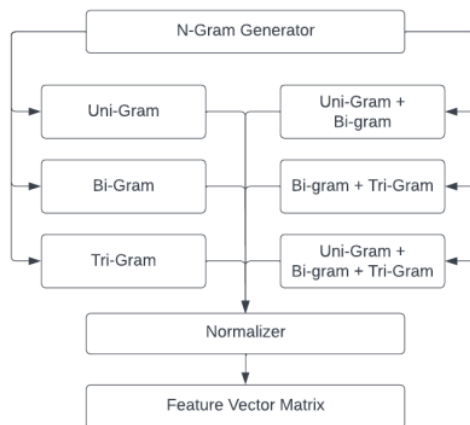 N-Gram Generator
Uni-Gram
Uni-Gram +
Bi-gram
Bi-Gram
Bi-gram + Tri-Gram
Tri-Gram
Uni-Gram +
Bi-gram + Tri-Gram
Normalizer
Feature Vector Matrix